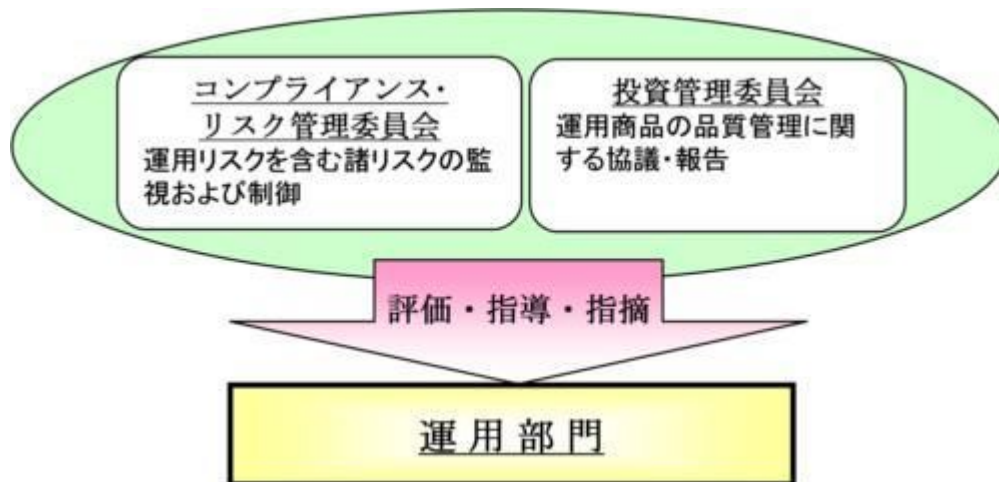 コンプライアンス・
リスク管理委員会
運用リスクを含む諸リスクの監
視および制御
投資管理委員会
運用商品の品質管理に関
する協議・報告
評価・指導・指摘
運用部門